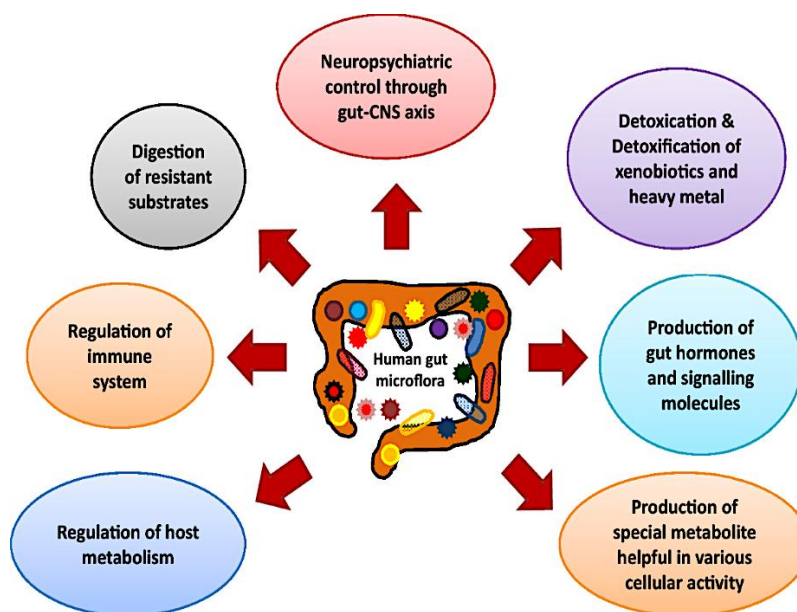 Neuropsychiatric
control through
gut-CNS axis
Digestion
of resistant
substrates
Detoxication &
Detoxification of
xenobiotics and
heavy metal
Regulation of
immune
system
Human gut
microflora
Production of
gut hormones
and signalling
molecules
Regulation of host
metabolism
Production of
special metabolite
helpful in various
cellular activity